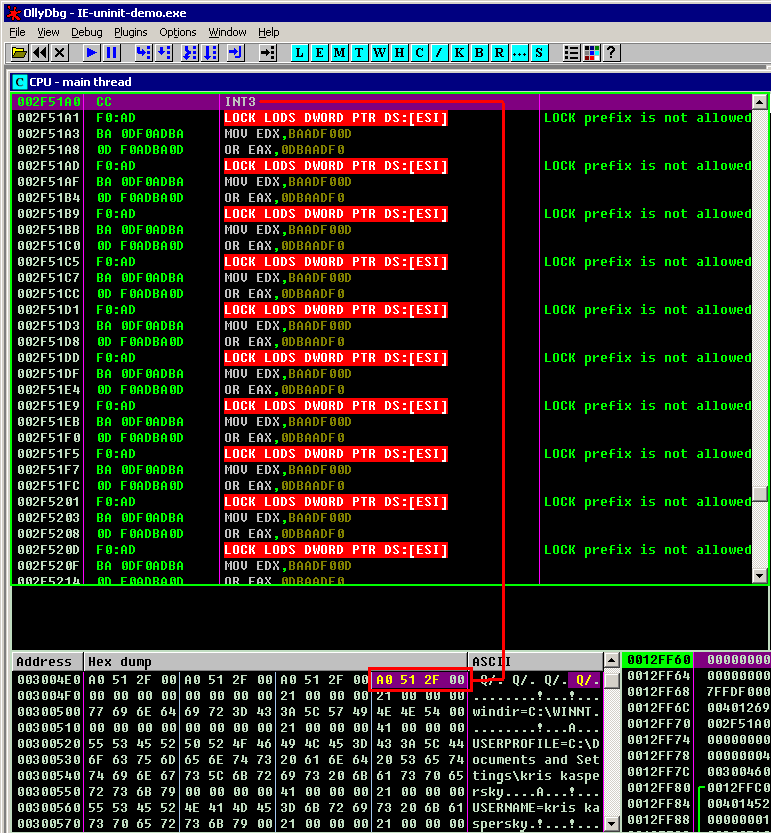 OllyDbg - IE-uninit-demo.exe
File View Debug Plugins Options Window Help
L E M T W H C / K B R ... S ?
C CPU - main thread
002F51A0 CC INT3
002F51A1 F0:AD LOCK LODS DWORD PTR DS:[ESI] LOCK prefix is not allowed
002F51A3 BA 0DF0ADBA MOV EDX,BAADF00D
002F51A8 0D F0ADBA0D OR EAX,0DBAADF0
002F51AD F0:AD LOCK LODS DWORD PTR DS:[ESI] LOCK prefix is not allowed
002F51AF BA 0DF0ADBA MOV EDX,BAADF00D
002F51B4 0D F0ADBA0D OR EAX,0DBAADF0
002F51B9 F0:AD LOCK LODS DWORD PTR DS:[ESI] LOCK prefix is not allowed
002F51BB BA 0DF0ADBA MOV EDX,BAADF00D
002F51C0 0D F0ADBA0D OR EAX,0DBAADF0
002F51C5 F0:AD LOCK LODS DWORD PTR DS:[ESI] LOCK prefix is not allowed
002F51C7 BA 0DF0ADBA MOV EDX,BAADF00D
002F51CC 0D F0ADBA0D OR EAX,0DBAADF0
002F51D1 F0:AD LOCK LODS DWORD PTR DS:[ESI] LOCK prefix is not allowed
002F51D3 BA 0DF0ADBA MOV EDX,BAADF00D
002F51D8 0D F0ADBA0D OR EAX,0DBAADF0
002F51DD F0:AD LOCK LODS DWORD PTR DS:[ESI] LOCK prefix is not allowed
002F51DF BA 0DF0ADBA MOV EDX,BAADF00D
002F51E4 0D F0ADBA0D OR EAX,0DBAADF0
002F51E9 F0:AD LOCK LODS DWORD PTR DS:[ESI] LOCK prefix is not allowed
002F51EB BA 0DF0ADBA MOV EDX,BAADF00D
002F51F0 0D F0ADBA0D OR EAX,0DBAADF0
002F51F5 F0:AD LOCK LODS DWORD PTR DS:[ESI] LOCK prefix is not allowed
002F51F7 BA 0DF0ADBA MOV EDX,BAADF00D
002F51FC 0D F0ADBA0D OR EAX,0DBAADF0
002F5201 F0:AD LOCK LODS DWORD PTR DS:[ESI] LOCK prefix is not allowed
002F5203 BA 0DF0ADBA MOV EDX,BAADF00D
002F5208 0D F0ADBA0D OR EAX,0DBAADF0
002F520D F0:AD LOCK LODS DWORD PTR DS:[ESI] LOCK prefix is not allowed
002F520F BA 0DF0ADBA MOV EDX,BAADF00D
002F5214 0D F0ADBA0D OR EAX,0DBAADF0
Address Hex dump ASCII 0012FF60 00000000
003004E0 A0 51 2F 00 A0 51 2F 00 A0 51 2F 00 A0 51 2F 00 Q/. Q/. Q/. Q/. 0012FF64 00000000
003004F0 00 00 00 00 00 00 00 00 21 00 00 00 21 00 00 00 ........!...!... 0012FF68 7FFDF000
00300500 77 69 6E 64 69 72 3D 43 3A 5C 57 49 4E 4E 54 00 windir=C:\WINNT. 0012FF6C 00401269
00300510 00 00 00 00 00 00 00 00 21 00 00 00 41 00 00 00 ........!...A... 0012FF70 002F51A0
00300520 55 53 45 52 50 52 4F 46 49 4C 45 3D 43 3A 5C 44 USERPROFILE=C:\D 0012FF74 00000000
00300530 6F 63 75 6D 65 6E 74 73 20 61 6E 64 20 53 65 74 ocuments and Set 0012FF78 00000004
00300540 74 69 6E 67 73 5C 6B 72 69 73 20 6B 61 73 70 65 tings\kris kaspe 0012FF7C 00300460
00300550 72 73 6B 79 00 00 00 00 41 00 00 00 21 00 00 00 rsky....A...!... 0012FF80 0012FFC0
00300560 55 53 45 52 4E 41 4D 45 3D 6B 72 69 73 20 6B 61 USERNAME=kris ka 0012FF84 00401452
00300570 73 70 65 72 73 6B 79 00 21 00 00 00 21 00 00 00 spersky.!...!... 0012FF88 00000001